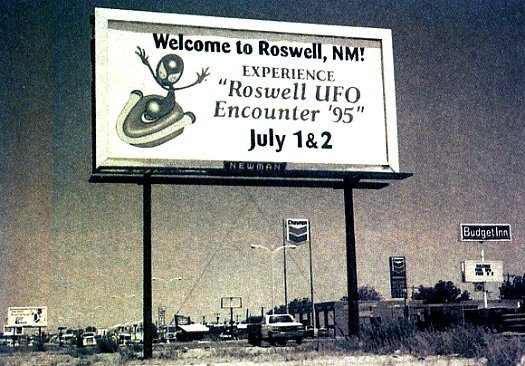 Welcome to Roswell, NM!
EXPERIENCE
"Roswell UFO
Encounter '95"
July 1&2
NEWMAN
Chevron
Budget Inn